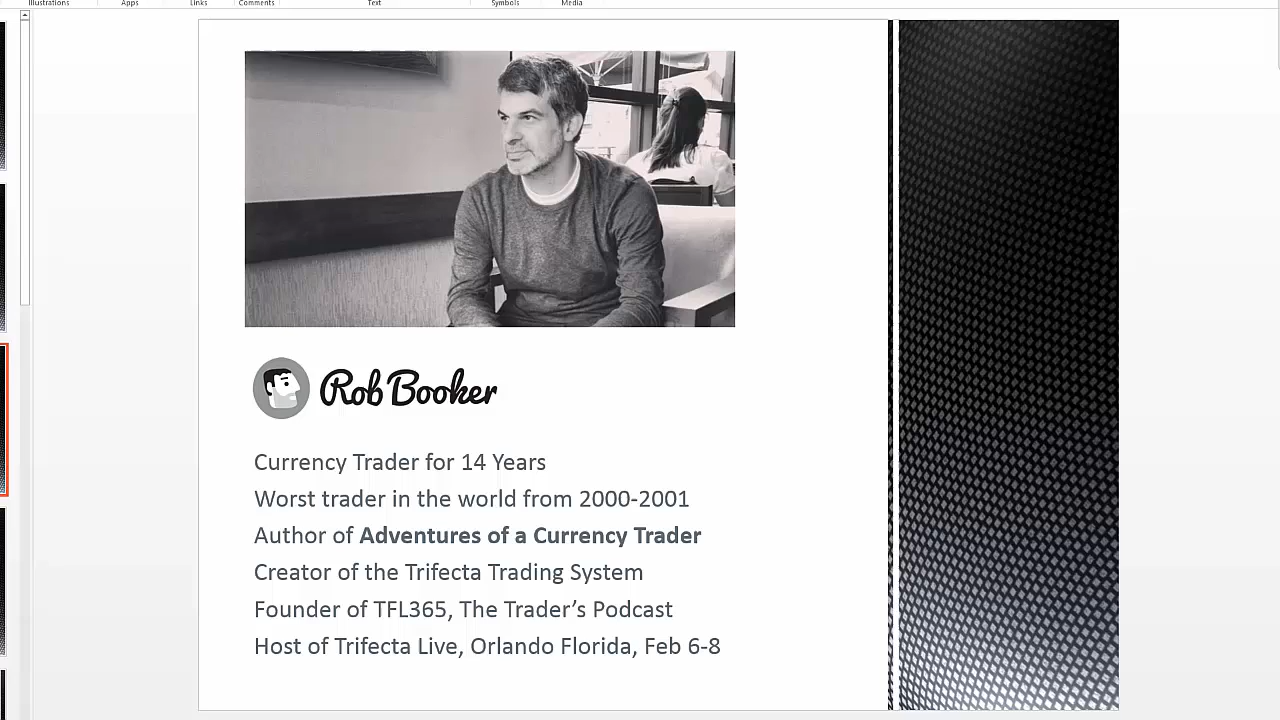 Illustrations Apps Links Comments Text Symbols Media
Rob Booker
Currency Trader for 14 Years
Worst trader in the world from 2000-2001
Author of Adventures of a Currency Trader
Creator of the Trifecta Trading System
Founder of TFL365, The Trader’s Podcast
Host of Trifecta Live, Orlando Florida, Feb 6-8